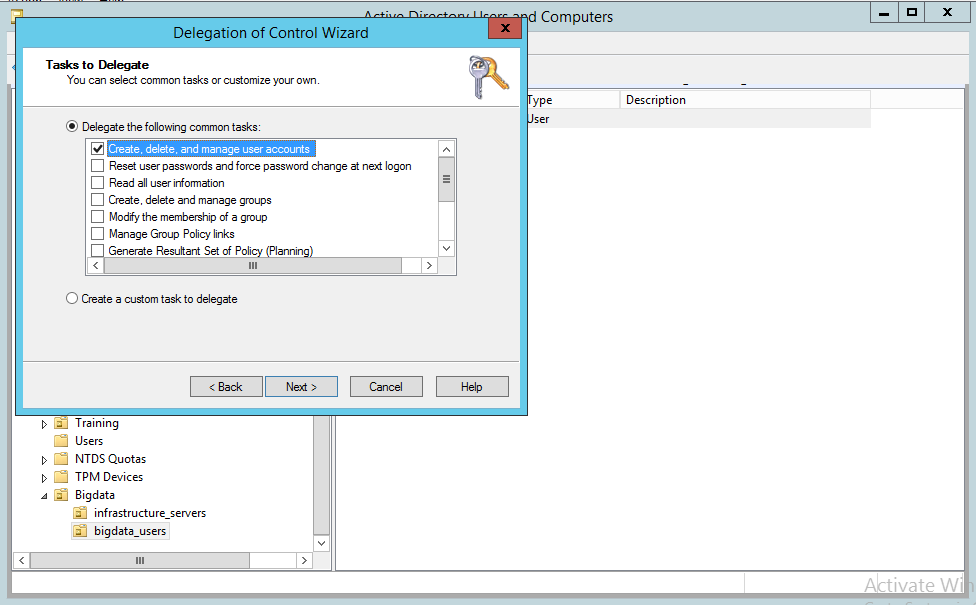 Active Directory Users and Computers
Delegation of Control Wizard
x
X
Tasks to Delegate
You can select common tasks or customize your own.
Type
Description
User
Delegate the following common tasks:
Create, delete, and manage user accounts
Reset user passwords and force password change at next logon
Read all user information
Create, delete and manage groups
Modify the membership of a group
Manage Group Policy links
Generate Resultant Set of Policy (Planning)
Create a custom task to delegate
< Back
Next >
Cancel
Help
Training
Users
NTDS Quotas
TPM Devices
Bigdata
infrastructure_servers
bigdata_users
Activate Win